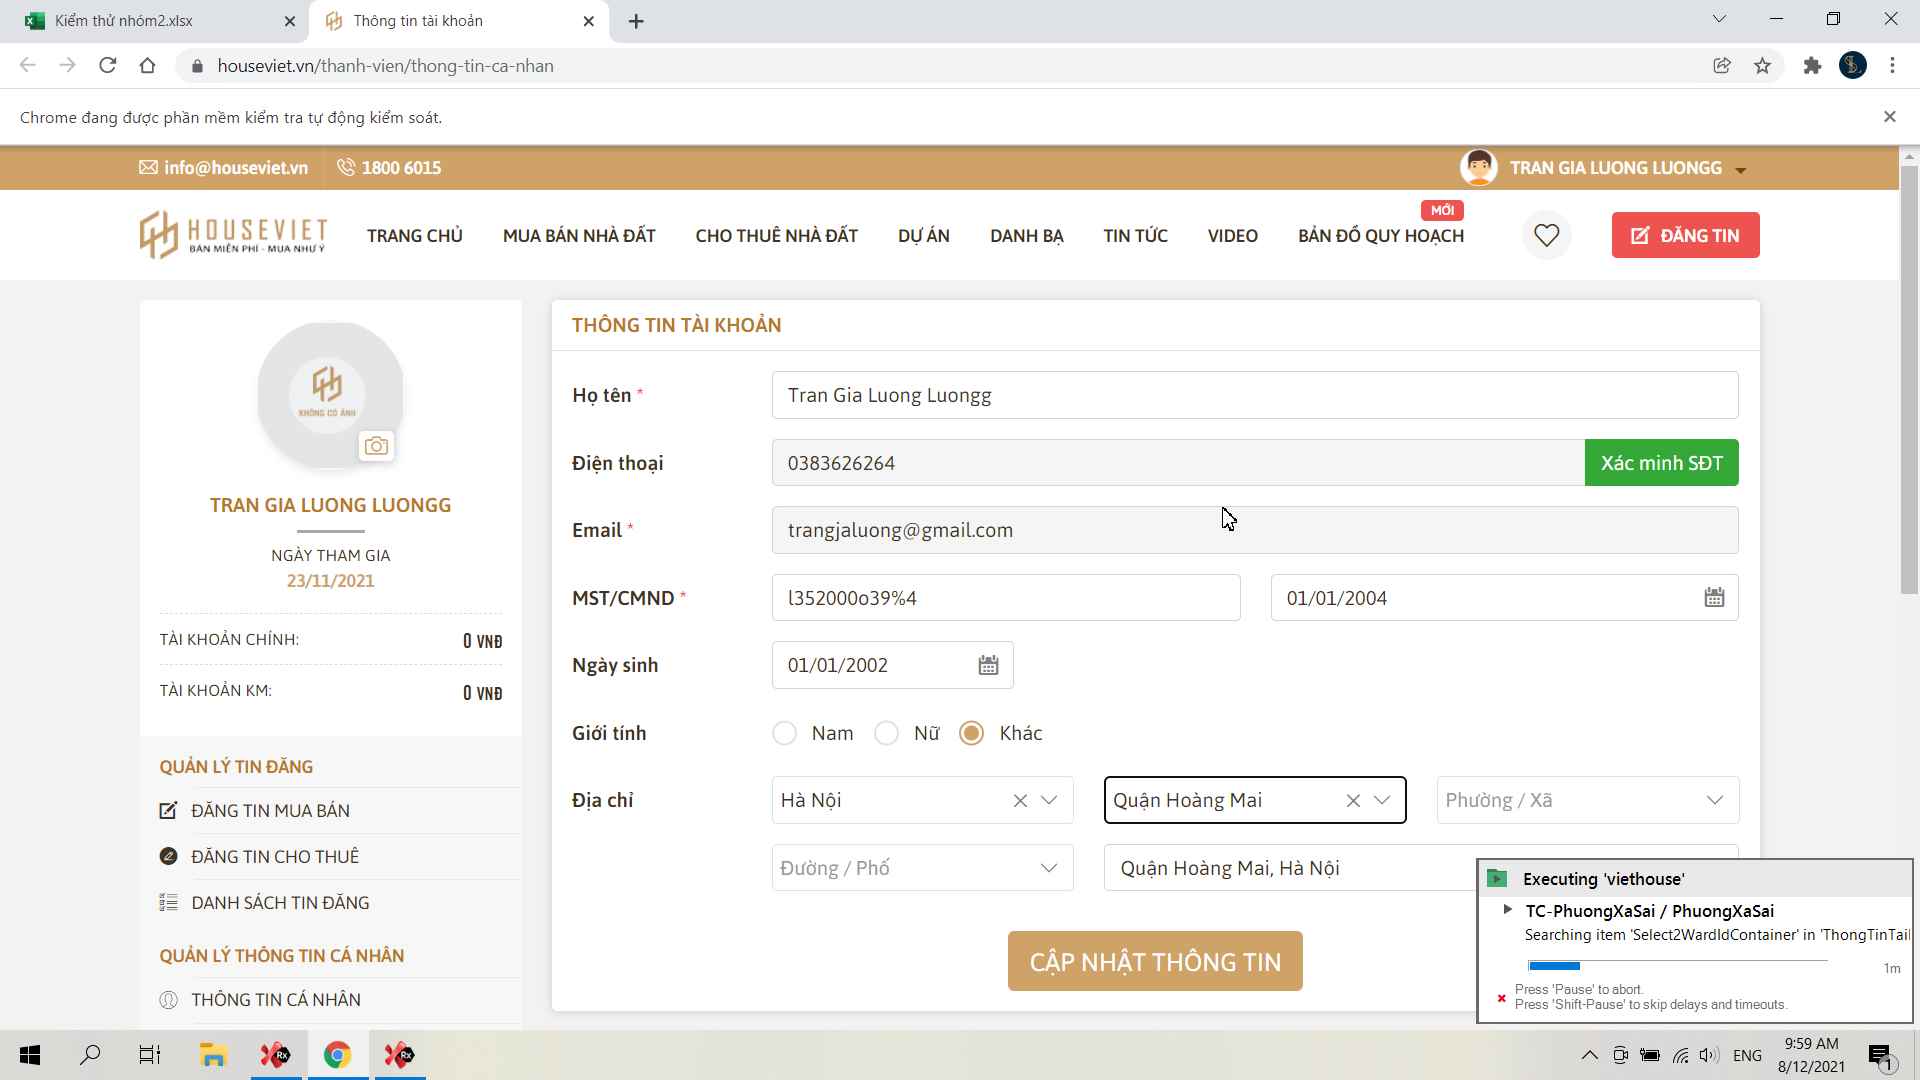 Kiểm thử nhóm2.xlsx
Thông tin tài khoản
houseviet.vn/thanh-vien/thong-tin-ca-nhan
Chrome đang được phần mềm kiểm tra tự động kiểm soát.
info@houseviet.vn
1800 6015
TRAN GIA LUONG LUONGG
HOUSEVIET
BÁN MIỄN PHÍ - MUA NHƯ Ý
TRANG CHỦ
MUA BÁN NHÀ ĐẤT
CHO THUÊ NHÀ ĐẤT
DỰ ÁN
DANH BẠ
TIN TỨC
VIDEO
MỚI
BẢN ĐỒ QUY HOẠCH
ĐĂNG TIN
KHÔNG CÓ ẢNH
TRAN GIA LUONG LUONGG
NGÀY THAM GIA
23/11/2021
TÀI KHOẢN CHÍNH: 0 VNĐ
TÀI KHOẢN KM: 0 VNĐ
QUẢN LÝ TIN ĐĂNG
ĐĂNG TIN MUA BÁN
ĐĂNG TIN CHO THUÊ
DANH SÁCH TIN ĐĂNG
QUẢN LÝ THÔNG TIN CÁ NHÂN
THÔNG TIN CÁ NHÂN
THÔNG TIN TÀI KHOẢN
Họ tên * Tran Gia Luong Luongg
Điện thoại 0383626264 Xác minh SĐT
Email * trangjaluong@gmail.com
MST/CMND * l352000o39%4 01/01/2004
Ngày sinh 01/01/2002
Giới tính Nam Nữ Khác
Địa chỉ Hà Nội Quận Hoàng Mai Phường / Xã
Đường / Phố Quận Hoàng Mai, Hà Nội
CẬP NHẬT THÔNG TIN
Executing 'viethouse'
TC-PhuongXaSai / PhuongXaSai
Searching item 'Select2WardIdContainer' in 'ThongTinTail
1m
Press 'Pause' to abort.
Press 'Shift-Pause' to skip delays and timeouts.
Rx
Rx
ENG
9:59 AM
8/12/2021
1